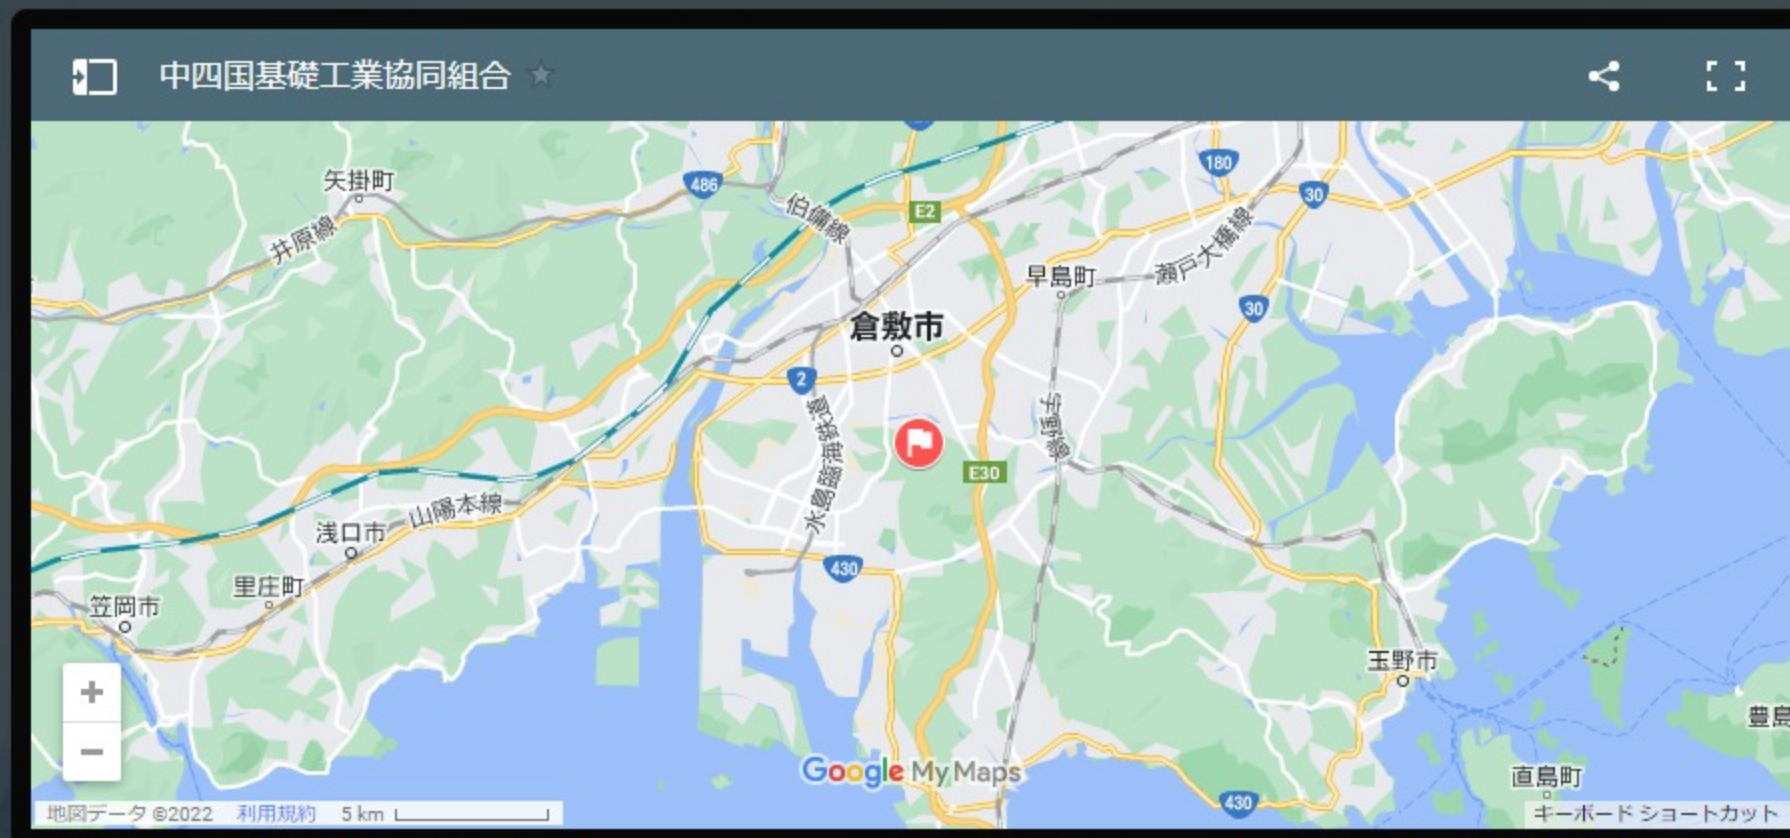 中四国基礎工業協同組合
180
矢掛町
486
30
伯備線
E2
井原線
瀬戸大橋線
早島町
30
倉敷市
2
水島臨海鉄道
宇野線
E30
山陽本線
浅口市
430
里庄町
笠岡市
玉野市
豊島
Google My Maps
直島町
430
地図データ ©2022 利用規約 5 km
キーボード ショートカット